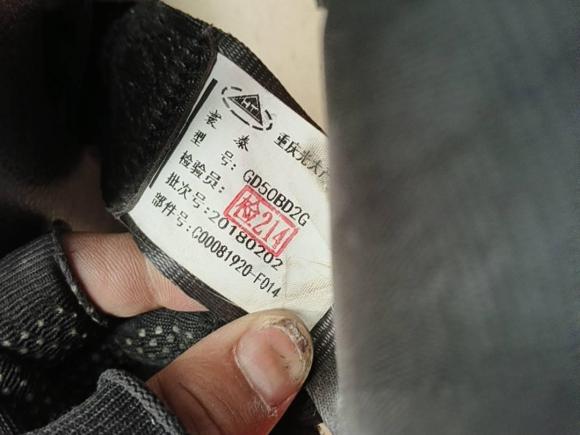 重庆光大
型 号: GD50BD2G
检验员: 检214
批次号:20180202
部件号:C00081920-F014